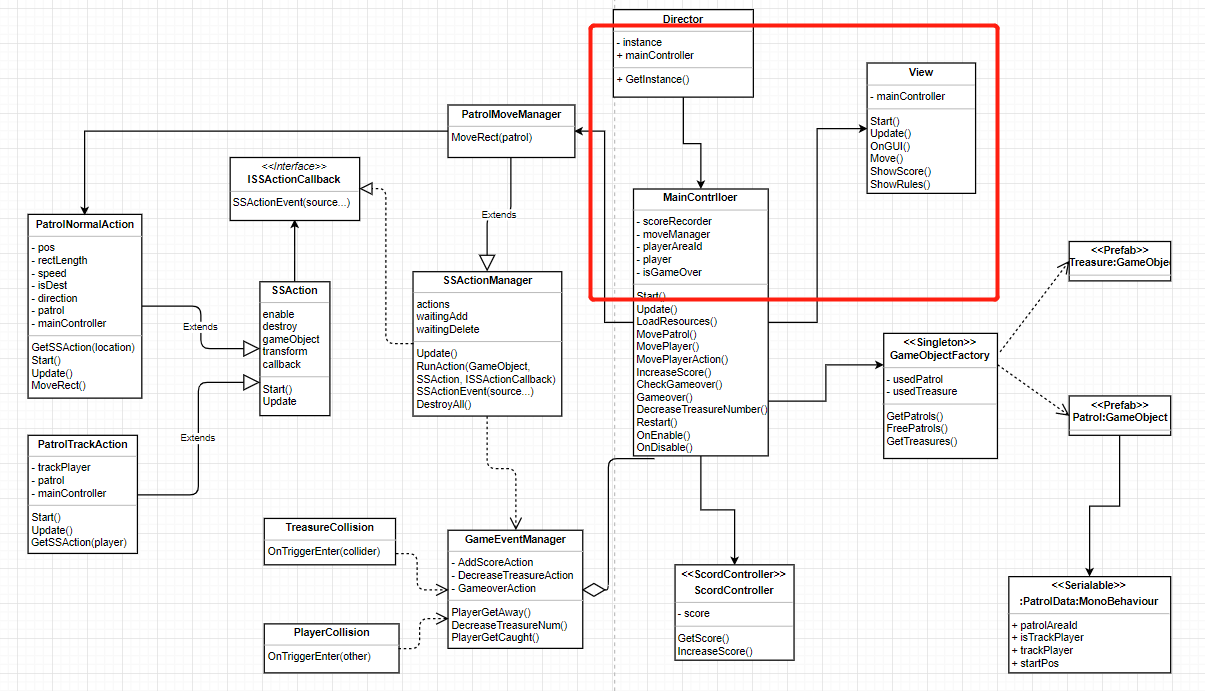 Director
- instance
+ mainController
+ GetInstance()
View
- mainController
Start()
Update()
OnGUI()
Move()
ShowScore()
ShowRules()
PatrolMoveManager
MoveRect(patrol)
<<Interface>>
ISSActionCallback
SSActionEvent(source...)
Extends
MainContrlloer
- scoreRecorder
- moveManager
- playerAreaId
- player
- isGameOver
Start()
Update()
LoadResources()
MovePatrol()
MovePlayer()
MovePlayerAction()
IncreaseScore()
CheckGameover()
Gameover()
DecreaseTreasureNumber()
Restart()
OnEnable()
OnDisable()
PatrolNormalAction
- pos
- rectLength
- speed
- isDest
- direction
- patrol
- mainController
GetSSAction(location)
Start()
Update()
MoveRect()
Extends
SSAction
enable
destroy
gameObject
transform
callback
Start()
Update
SSActionManager
actions
waitingAdd
waitingDelete
Update()
RunAction(GameObject,
SSAction, ISSActionCallback)
SSActionEvent(source...)
DestroyAll()
<<Prefab>>
Treasure:GameObje
<<Singleton>>
GameObjectFactory
- usedPatrol
- usedTreasure
GetPatrols()
FreePatrols()
GetTreasures()
<<Prefab>>
Patrol:GameObject
Extends
PatrolTrackAction
- trackPlayer
- patrol
- mainController
Start()
Update()
GetSSAction(player)
TreasureCollision
OnTriggerEnter(collider)
GameEventManager
- AddScoreAction
- DecreaseTreasureAction
- GameoverAction
PlayerGetAway()
DecreaseTreasureNum()
PlayerGetCaught()
PlayerCollision
OnTriggerEnter(other)
<<ScordController>>
ScordController
- score
GetScore()
IncreaseScore()
<<Serialable>>
:PatrolData:MonoBehaviour
+ patrolAreaId
+ isTrackPlayer
+ trackPlayer
+ startPos